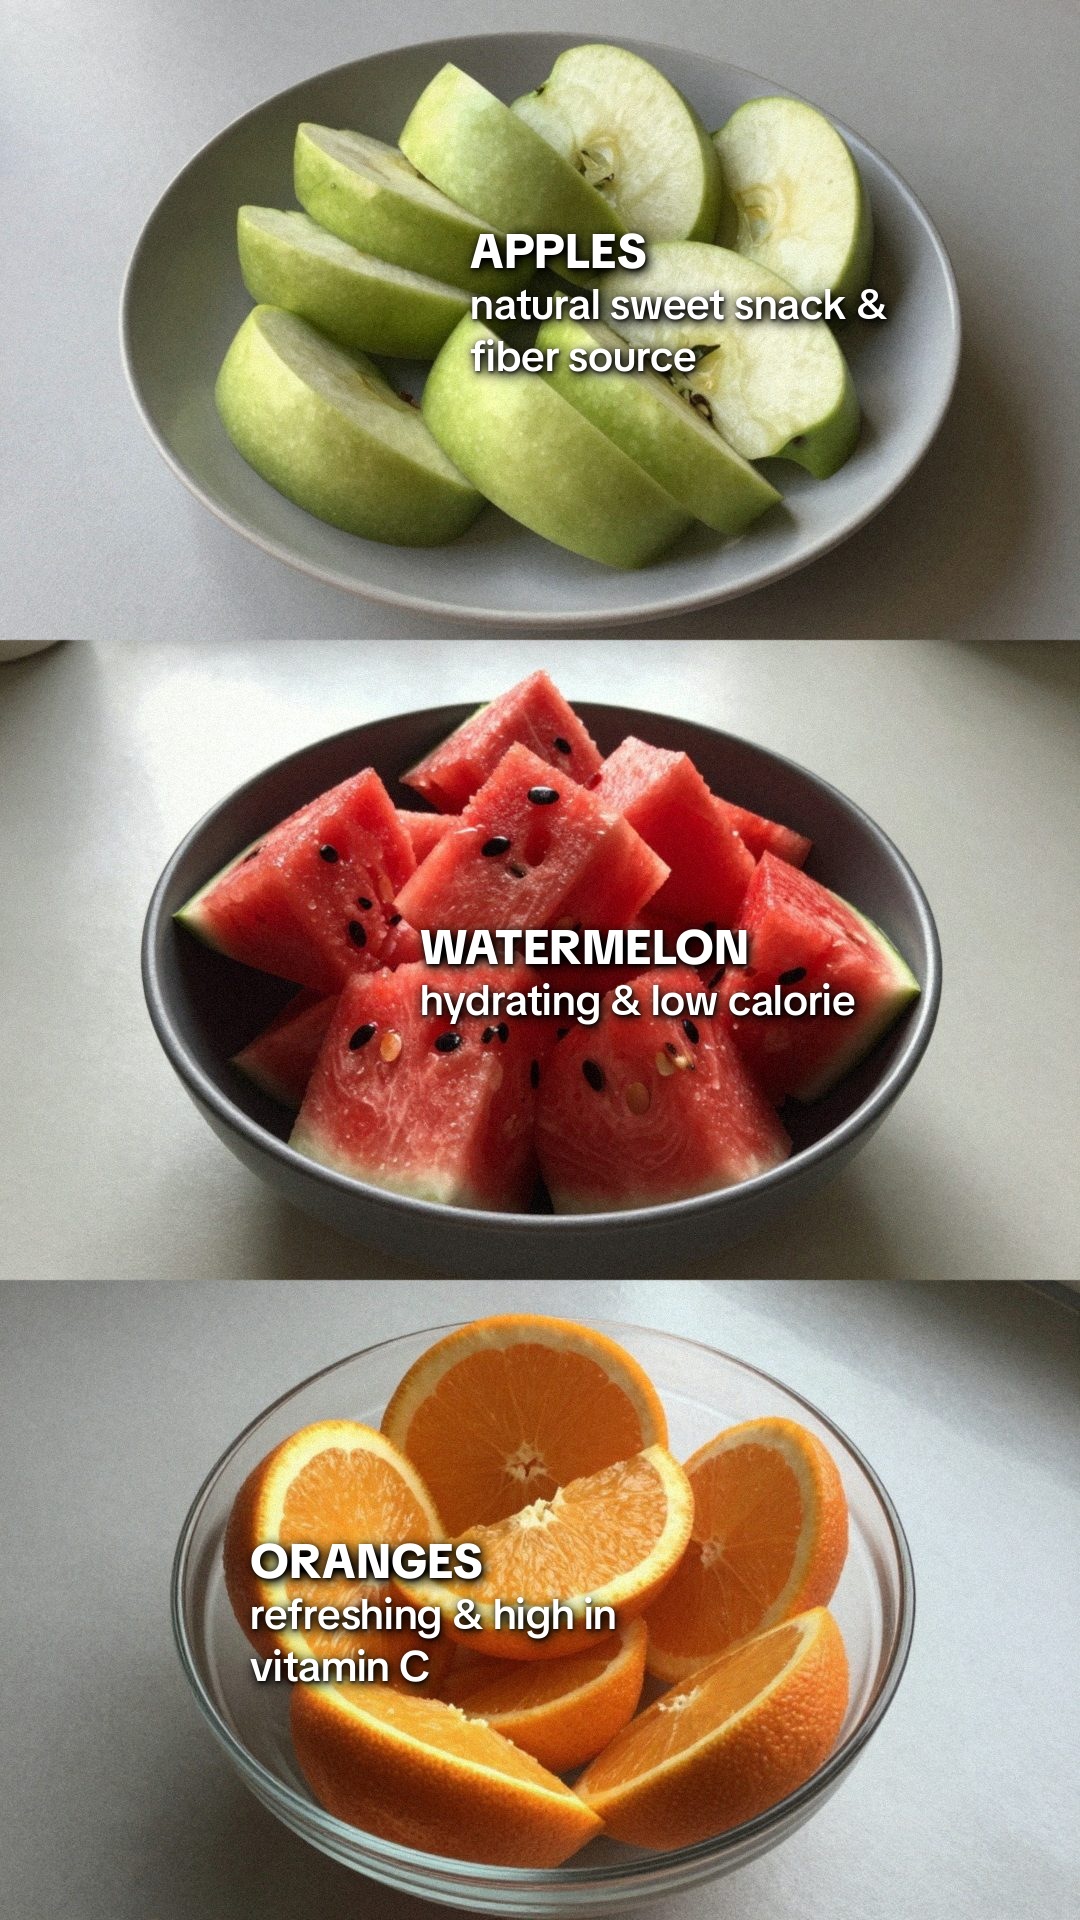 APPLES
natural sweet snack &
fiber source
WATERMELON
hydrating & low calorie
ORANGES
refreshing & high in
vitamin C